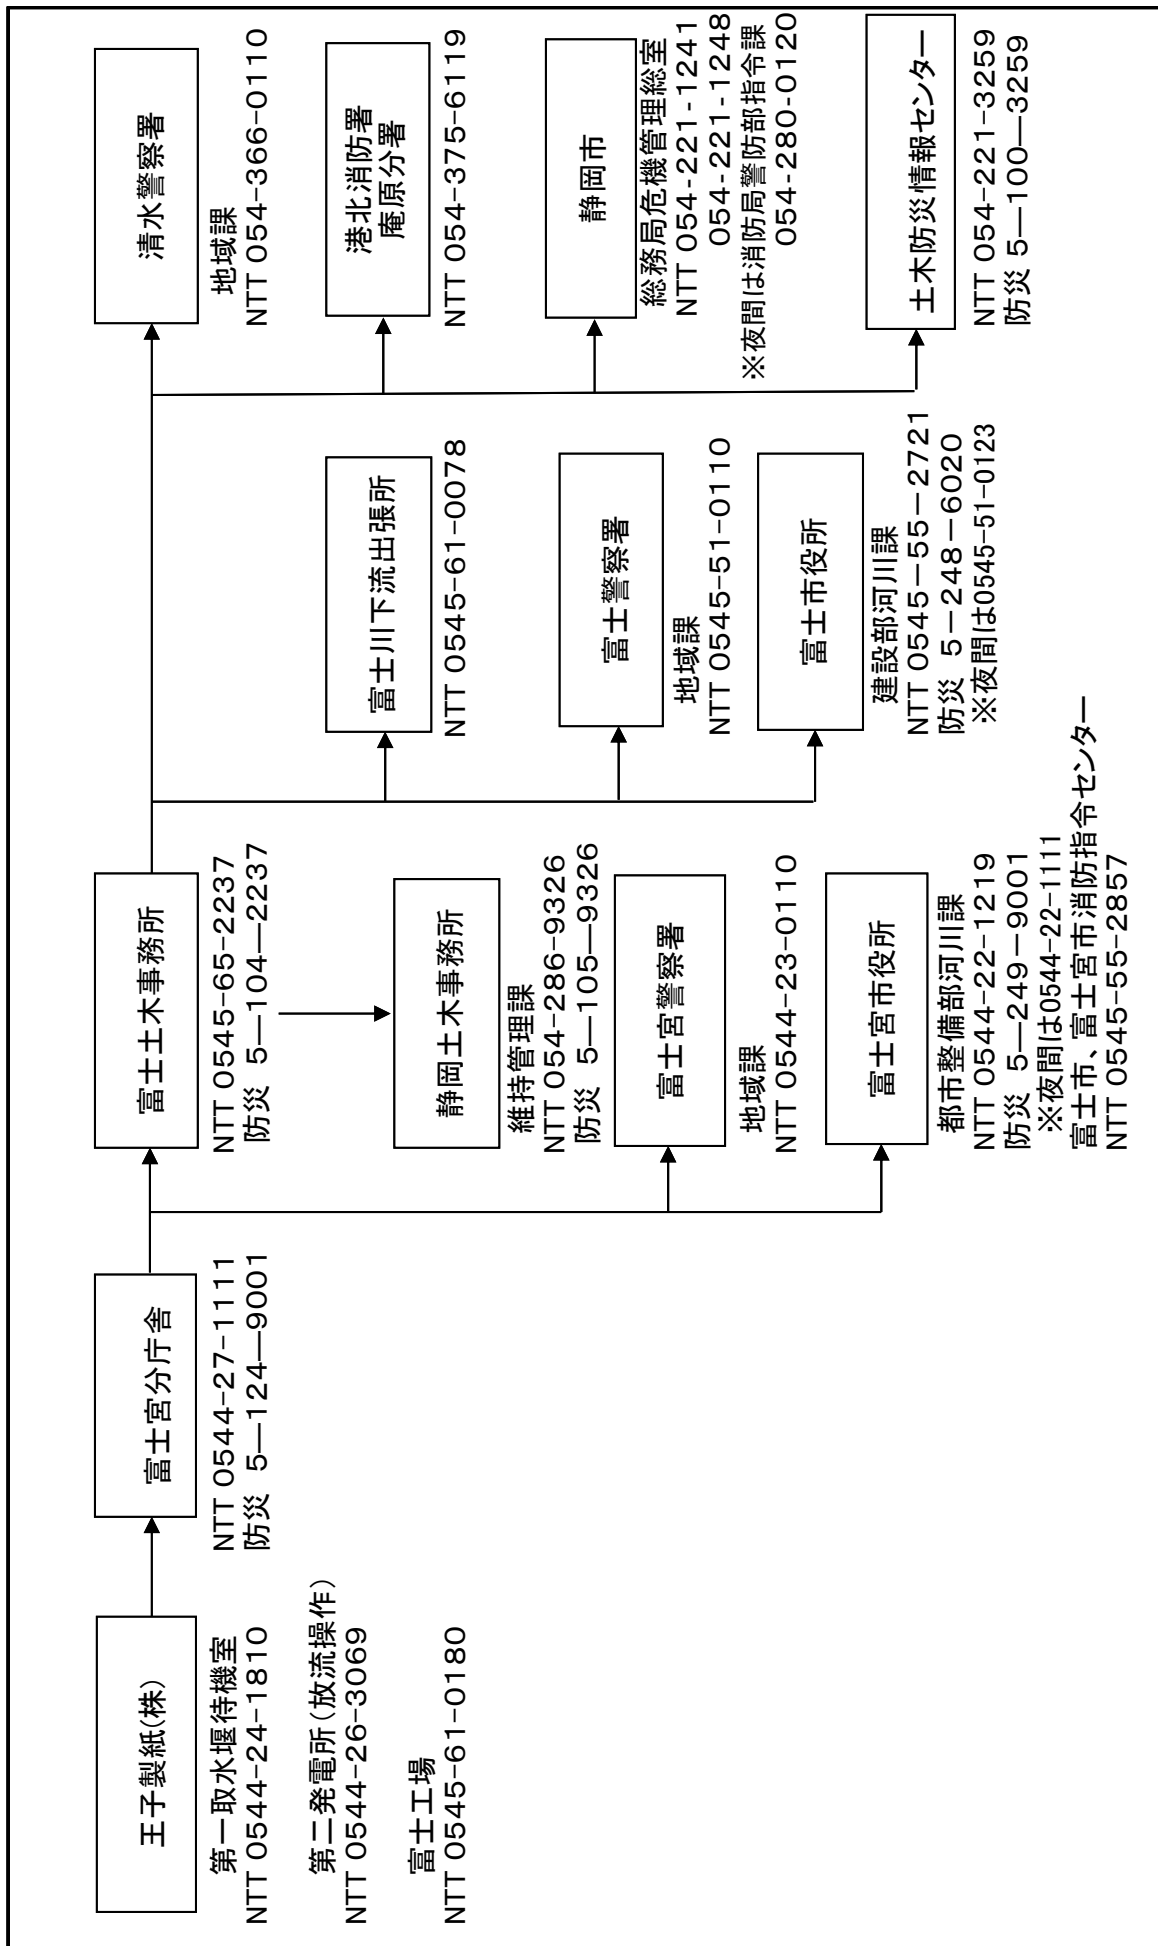 王子製紙(株)
第一取水堰待機室
NTT 0544-24-1810
第二発電所(放流操作)
NTT 0544-26-3069
富士工場
NTT 0545-61-0180
富士宮分庁舎
NTT 0544-27-1111
防災 5―124―9001
富士土木事務所
NTT 0545-65-2237
防災 5―104―2237
静岡土木事務所
維持管理課
NTT 054-286-9326
防災 5―105―9326
富士宮警察署
地域課
NTT 0544-23-0110
富士宮市役所
都市整備部河川課
NTT 0544-22-1219
防災 5―249-9001
※夜間は0544-22-1111
富士市、富士宮市消防指令センター
NTT 0545-55-2857
富士川下流出張所
NTT 0545-61-0078
富士警察署
地域課
NTT 0545-51-0110
富士市役所
建設部河川課
NTT 0545-55-2721
防災 5-248-6020
※夜間は0545-51-0123
清水警察署
地域課
NTT 054-366-0110
港北消防署
庵原分署
NTT 054-375-6119
静岡市
総務局危機管理総室
NTT 054-221-1241
054-221-1248
※夜間は消防局警防部指令課
054-280-0120
土木防災情報センター
NTT 054-221-3259
防災 5―100―3259